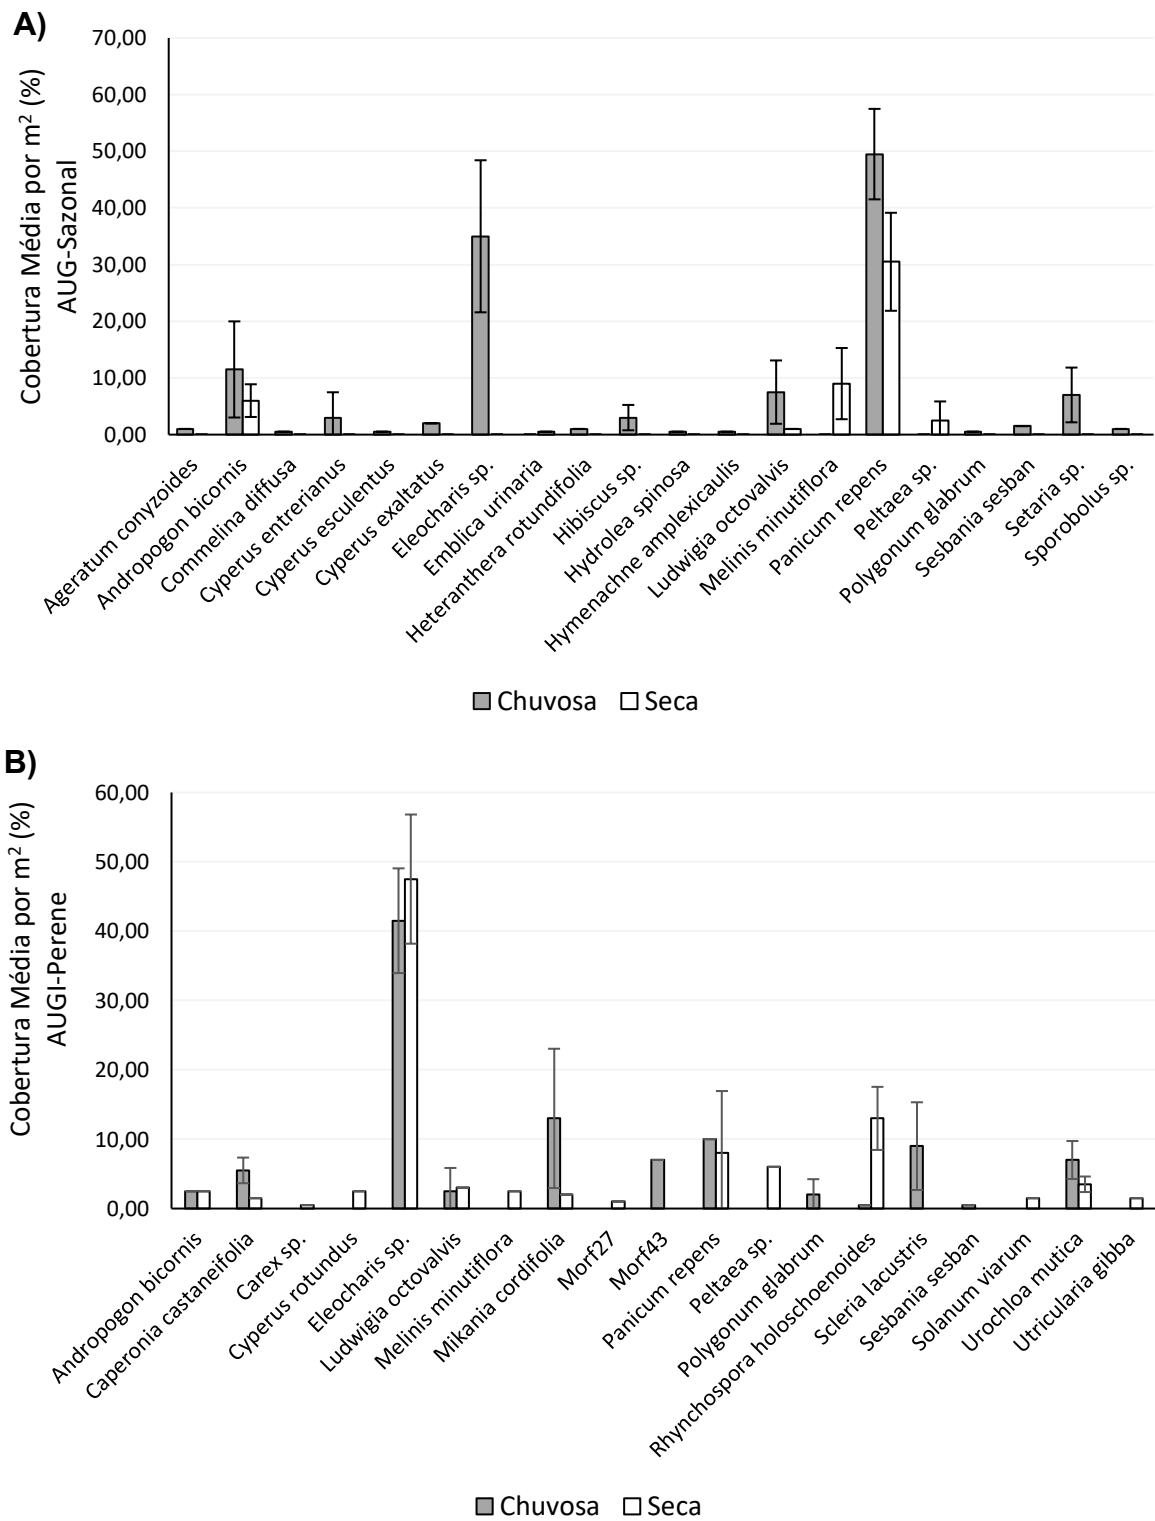 A)
Cobertura Média por m² (%)
AUG-Sazonal
70,00
60,00
50,00
40,00
30,00
20,00
10,00
0,00
Ageratum conyzoides
Andropogon bicornis
Commelina diffusa
Cyperus entrerianus
Cyperus esculentus
Cyperus exaltatus
Eleocharis sp.
Emblica urinaria
Heteranthera rotundifolia
Hibiscus sp.
Hydrolea spinosa
Hymenachne amplexicaulis
Ludwigia octovalvis
Melinis minutiflora
Panicum repens
Peltaea sp.
Polygonum glabrum
Sesbania sesban
Setaria sp.
Sporobolus sp.
Chuvosa Seca
B)
Cobertura Média por m² (%)
AUGI-Perene
60,00
50,00
40,00
30,00
20,00
10,00
0,00
Andropogon bicornis
Caperonia castaneifolia
Carex sp.
Cyperus rotundus
Eleocharis sp.
Ludwigia octovalvis
Melinis minutiflora
Mikania cordifolia
Morf27
Morf43
Panicum repens
Peltaea sp.
Polygonum glabrum
Rhynchospora holoschoenoides
Scleria lacustris
Sesbania sesban
Solanum viarum
Urochloa mutica
Utricularia gibba
Chuvosa Seca